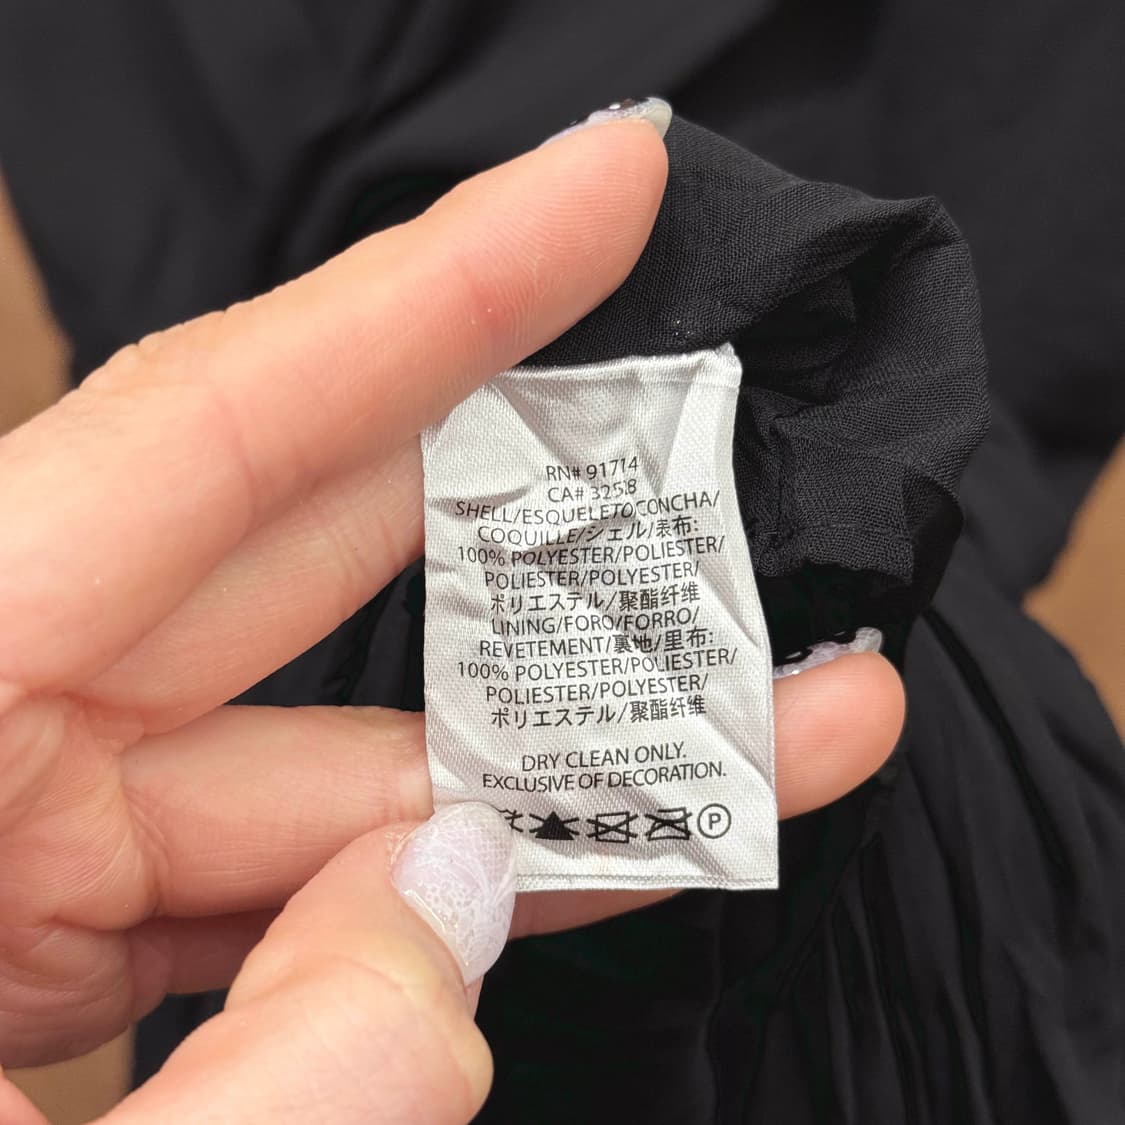 RN# 91714
CA# 32518
SHELL/ESQUELETO/CONCHA/
COQUILLE/シェル/表布:
100% POLYESTER/POLIESTER/
POLIESTER/POLYESTER/
ポリエステル/聚酯纤维
LINING/FORO/FORRO/
REVETEMENT/裏地/里布:
100% POLYESTER/POLIESTER/
POLIESTER/POLYESTER/
ポリエステル/聚酯纤维
DRY CLEAN ONLY.
EXCLUSIVE OF DECORATION.
P